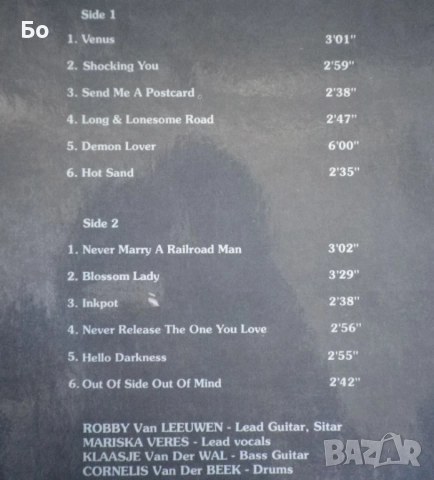 Бо
Side 1
1. Venus 3'01"
2. Shocking You 2'59"
3. Send Me A Postcard 2'38"
4. Long & Lonesome Road 2'47"
5. Demon Lover 6'00"
6. Hot Sand 2'35"
Side 2
1. Never Marry A Railroad Man 3'02"
2. Blossom Lady 3'29"
3. Inkpot 2'38"
4. Never Release The One You Love 2'56"
5. Hello Darkness 2'55"
6. Out Of Side Out Of Mind 2'42"
ROBBY Van LEEUWEN - Lead Guitar, Sitar
MARISKA VERES - Lead vocals
KLAASJE Van Der WAL - Bass Guitar
CORNELIS Van Der BEEK - Drums
BAZAR
bg